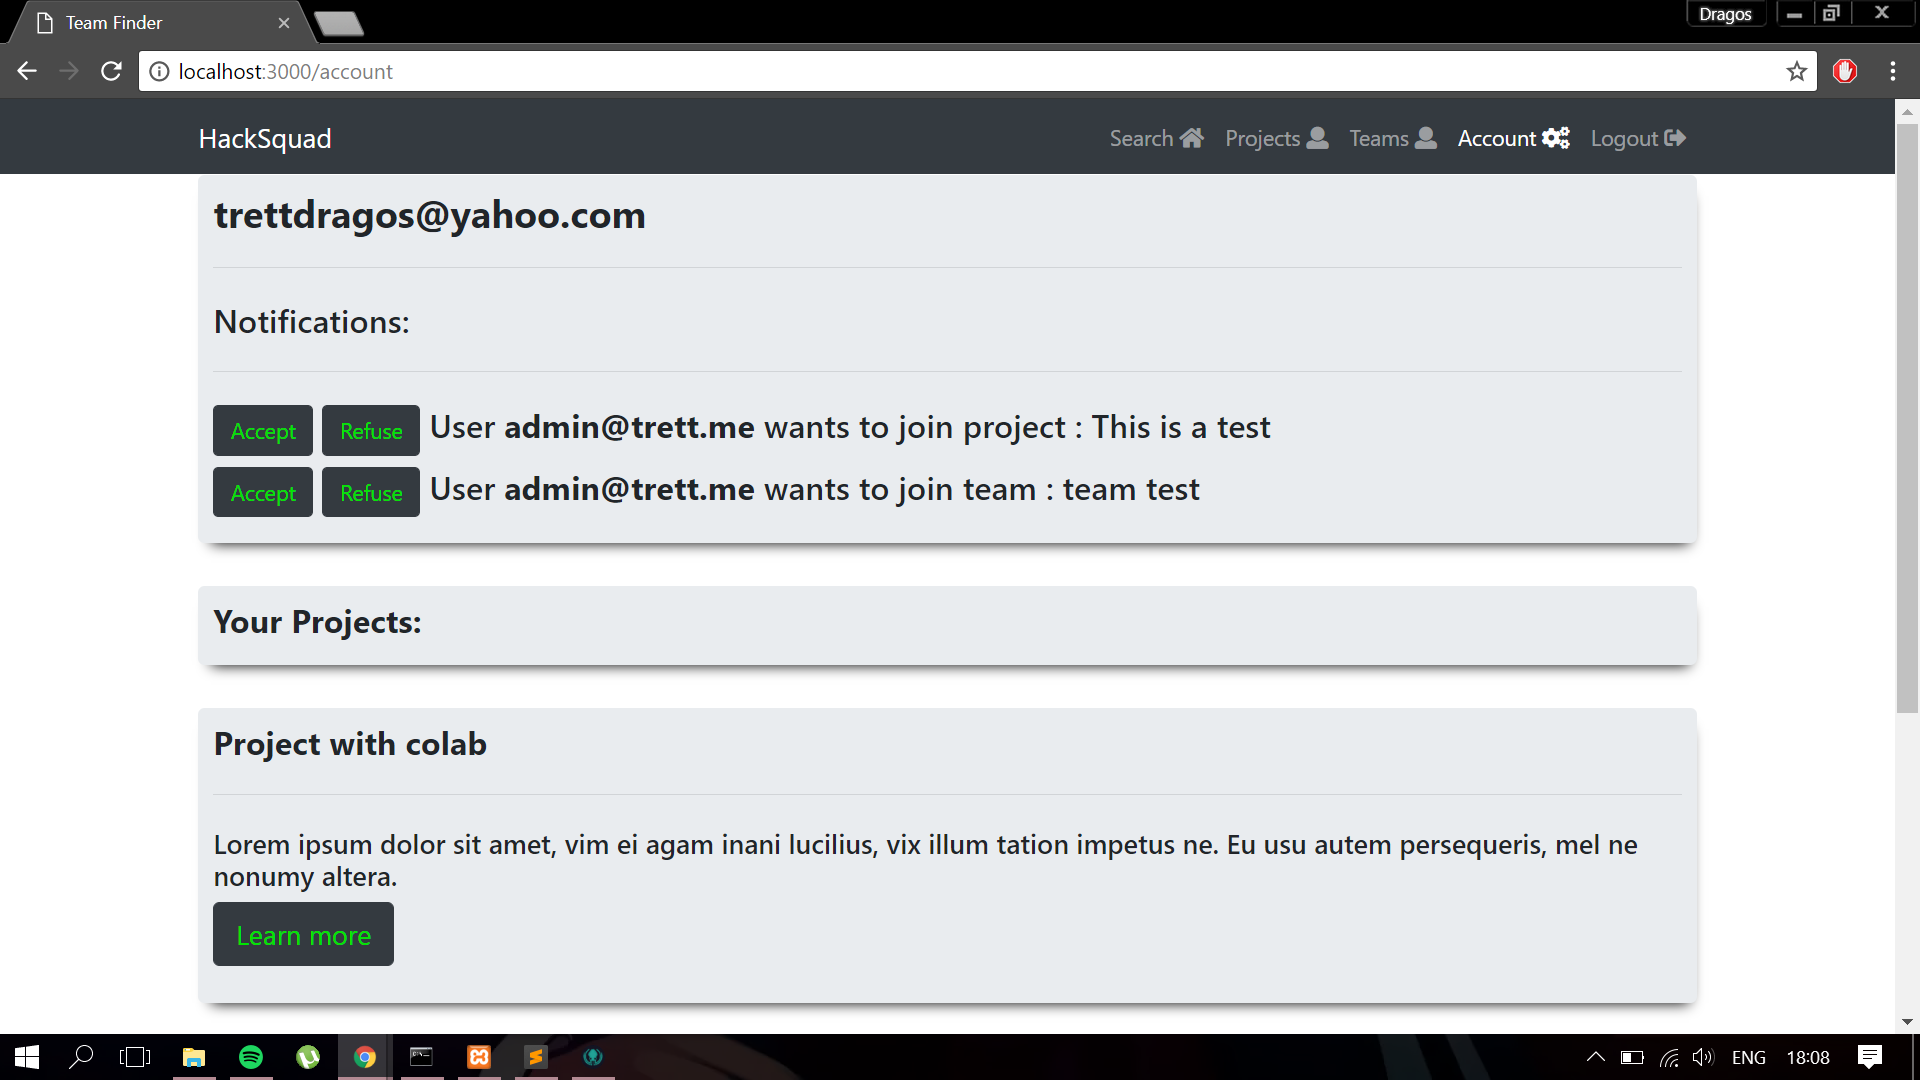 Team Finder
Dragos
localhost:3000/account
HackSquad
Search
Projects
Teams
Account
Logout
trettdragos@yahoo.com
Notifications:
Accept Refuse User admin@trett.me wants to join project : This is a test
Accept Refuse User admin@trett.me wants to join team : team test
Your Projects:
Project with colab
Lorem ipsum dolor sit amet, vim ei agam inani lucilius, vix illum tation impetus ne. Eu usu autem persequeris, mel ne
nonumy altera.
Learn more
ENG
18:08